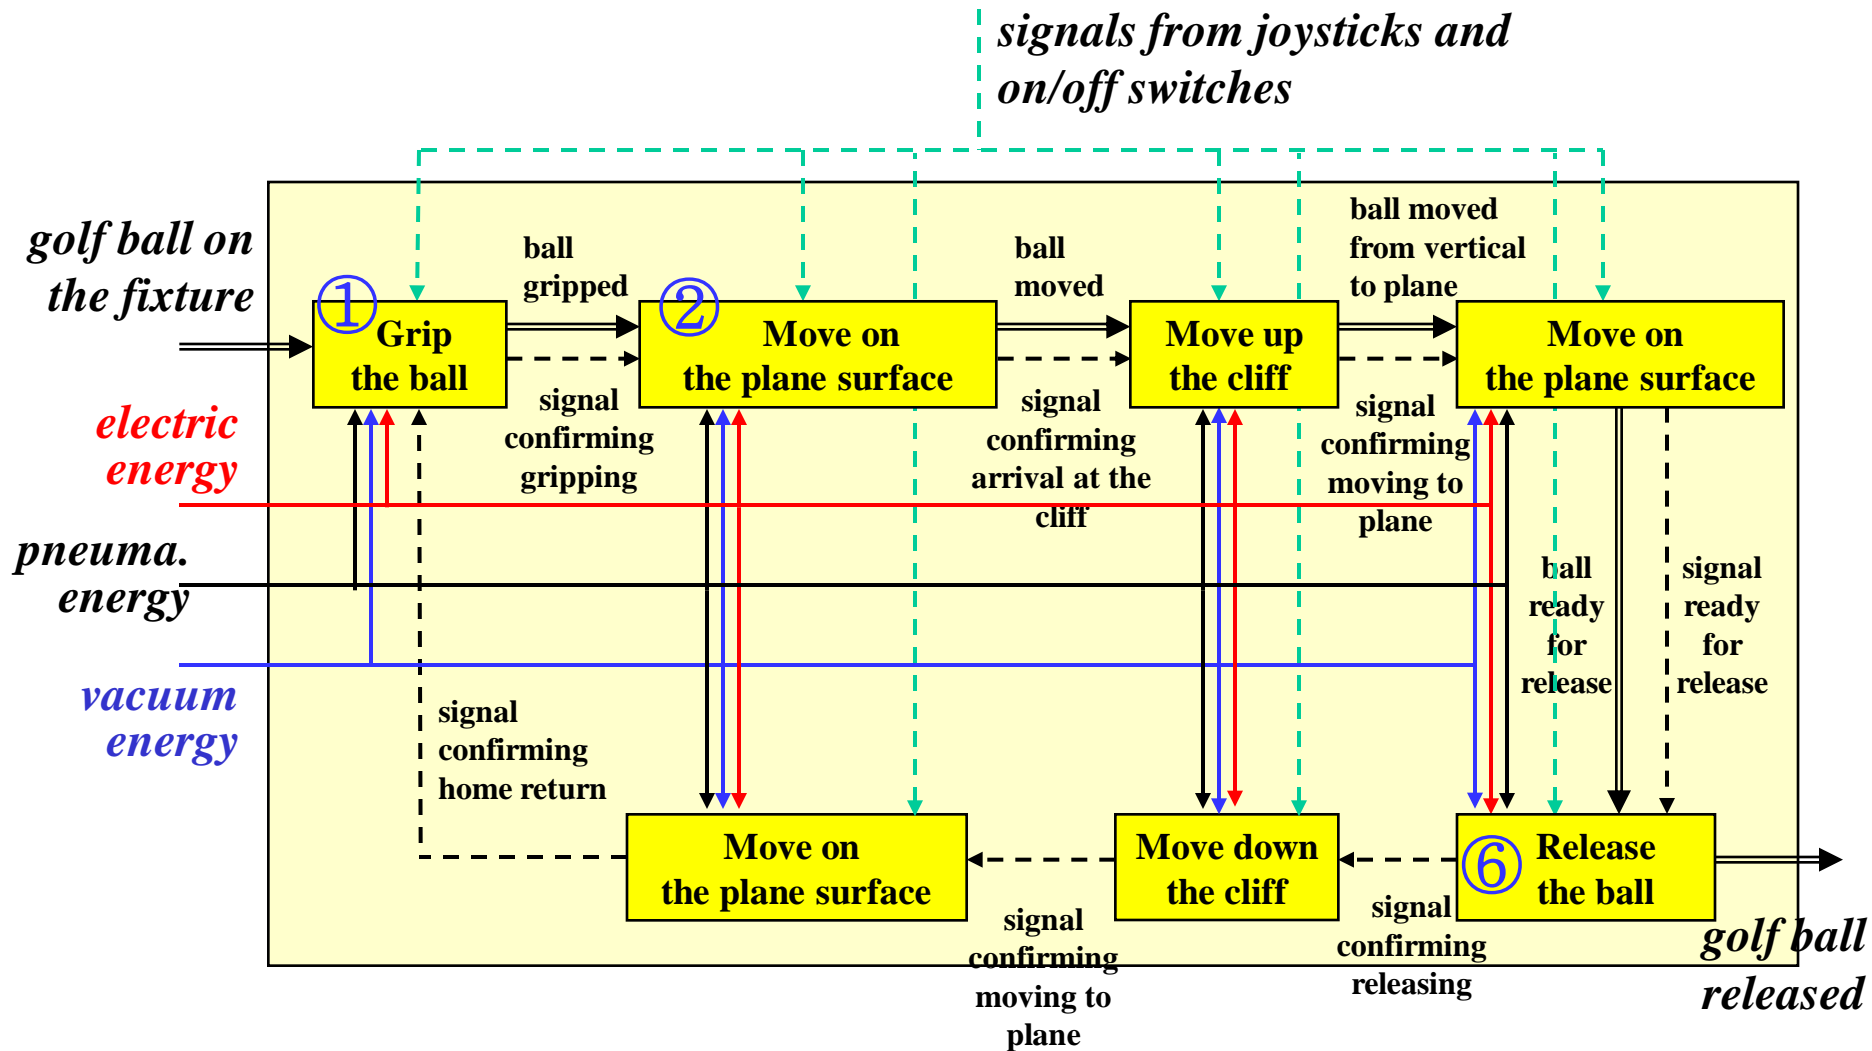 signals from joysticks and
on/off switches
golf ball on
the fixture
ball
gripped
ball
moved
ball moved
from vertical
to plane
①
Grip
the ball
②
Move on
the plane surface
Move up
the cliff
Move on
the plane surface
signal
confirming
gripping
signal
confirming
arrival at the
cliff
signal
confirming
moving to
plane
electric
energy
pneuma.
energy
vacuum
energy
ball
ready
for
release
signal
ready
for
release
signal
confirming
home return
Move on
the plane surface
Move down
the cliff
⑥
Release
the ball
signal
confirming
moving to
plane
signal
confirming
releasing
golf ball
released